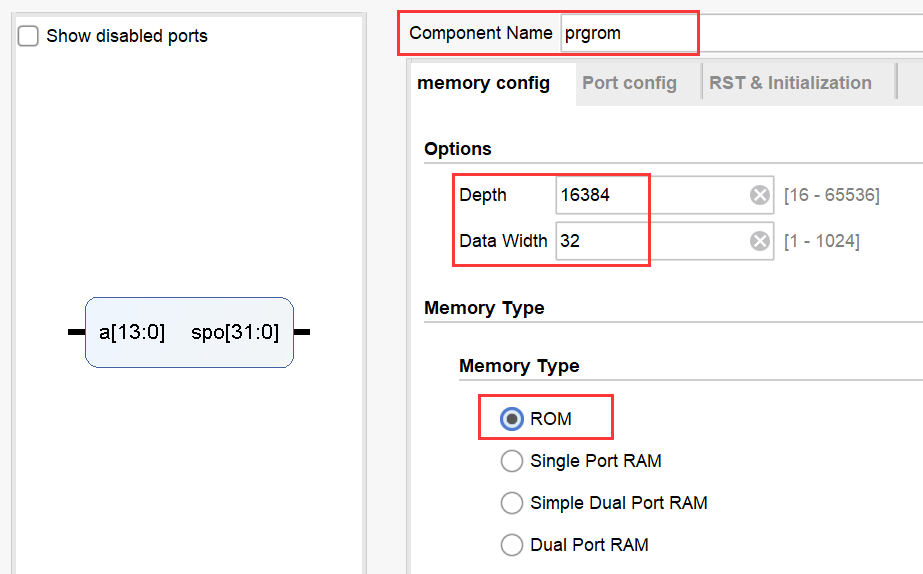 Show disabled ports
a[13:0] spo[31:0]
Component Name prgrom
memory config Port config RST & Initialization
Options
Depth 16384 [16 - 65536]
Data Width 32 [1 - 1024]
Memory Type
Memory Type
ROM
Single Port RAM
Simple Dual Port RAM
Dual Port RAM